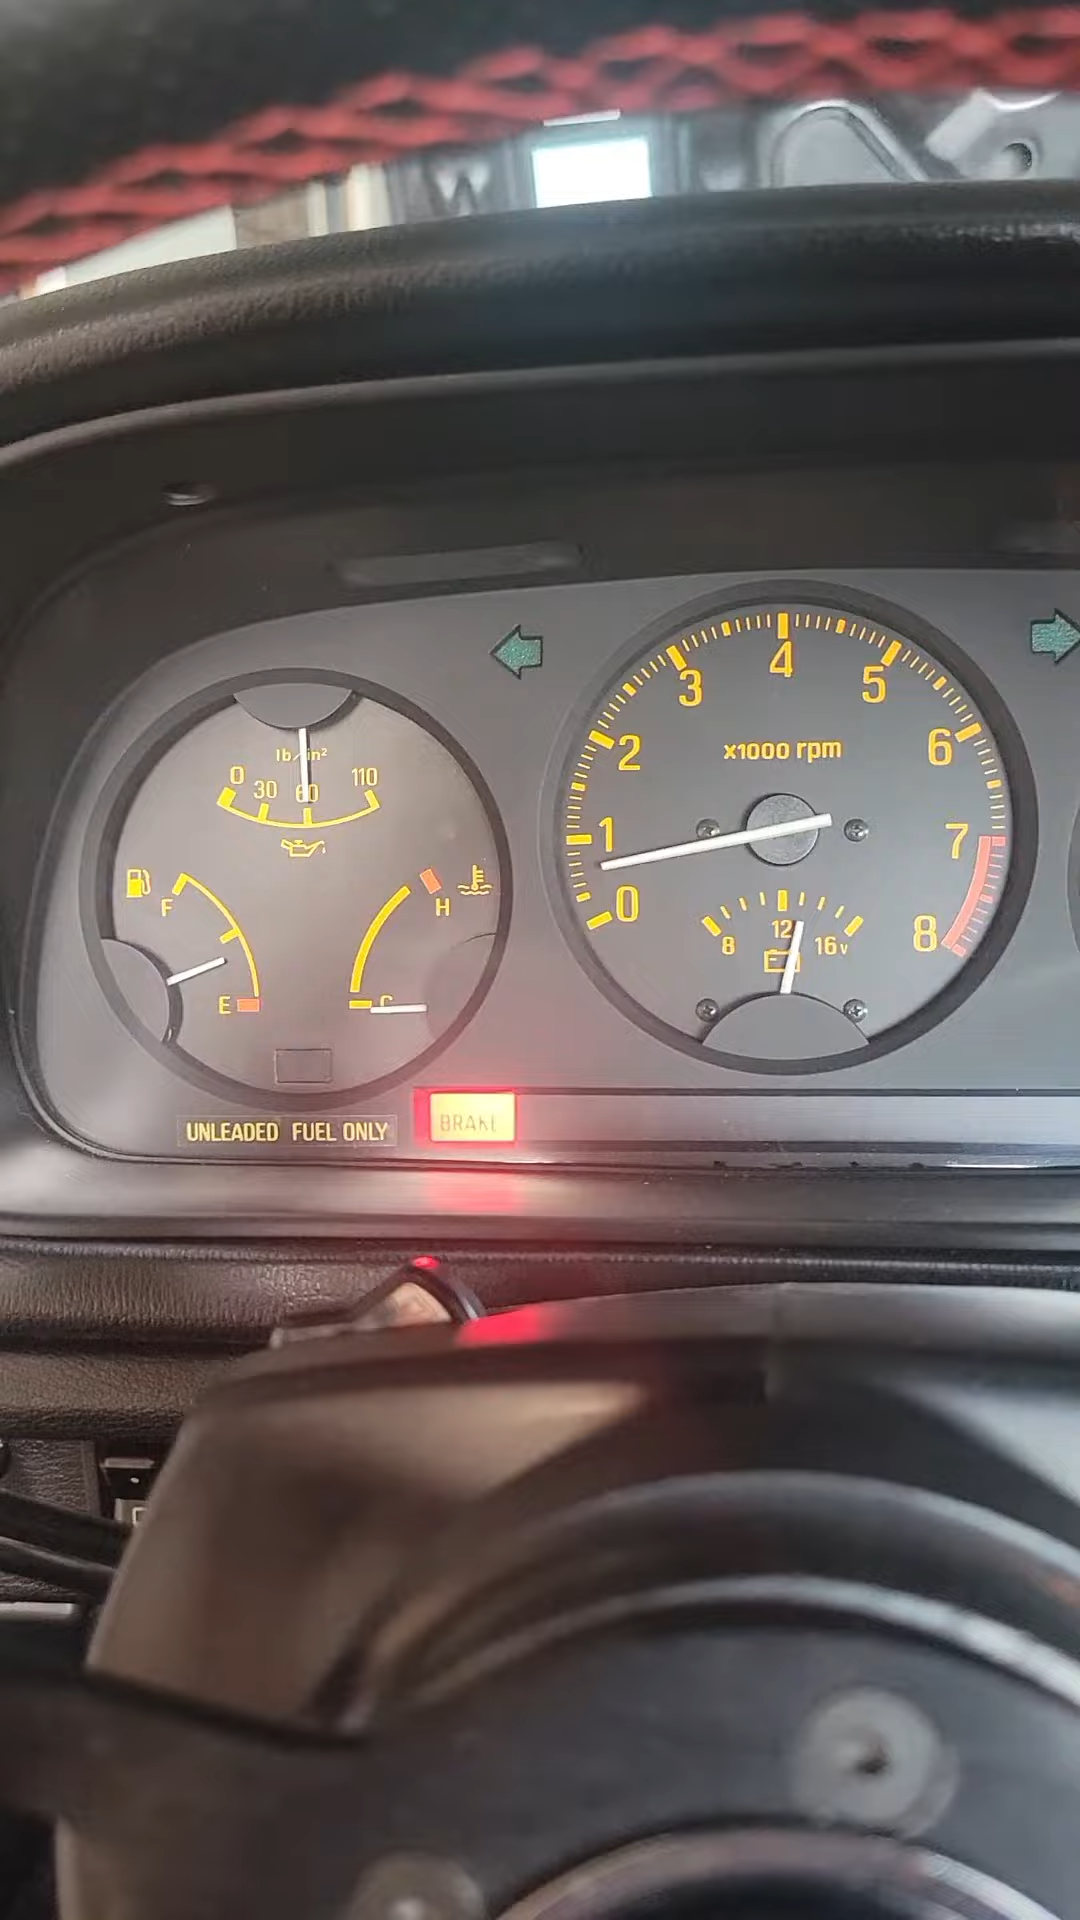 lb/in²
0 30 60 110
F
E
H
C
UNLEADED FUEL ONLY
BRAKE
0 1 2 3 4 5 6 7 8
x1000 rpm
8 12 16 v